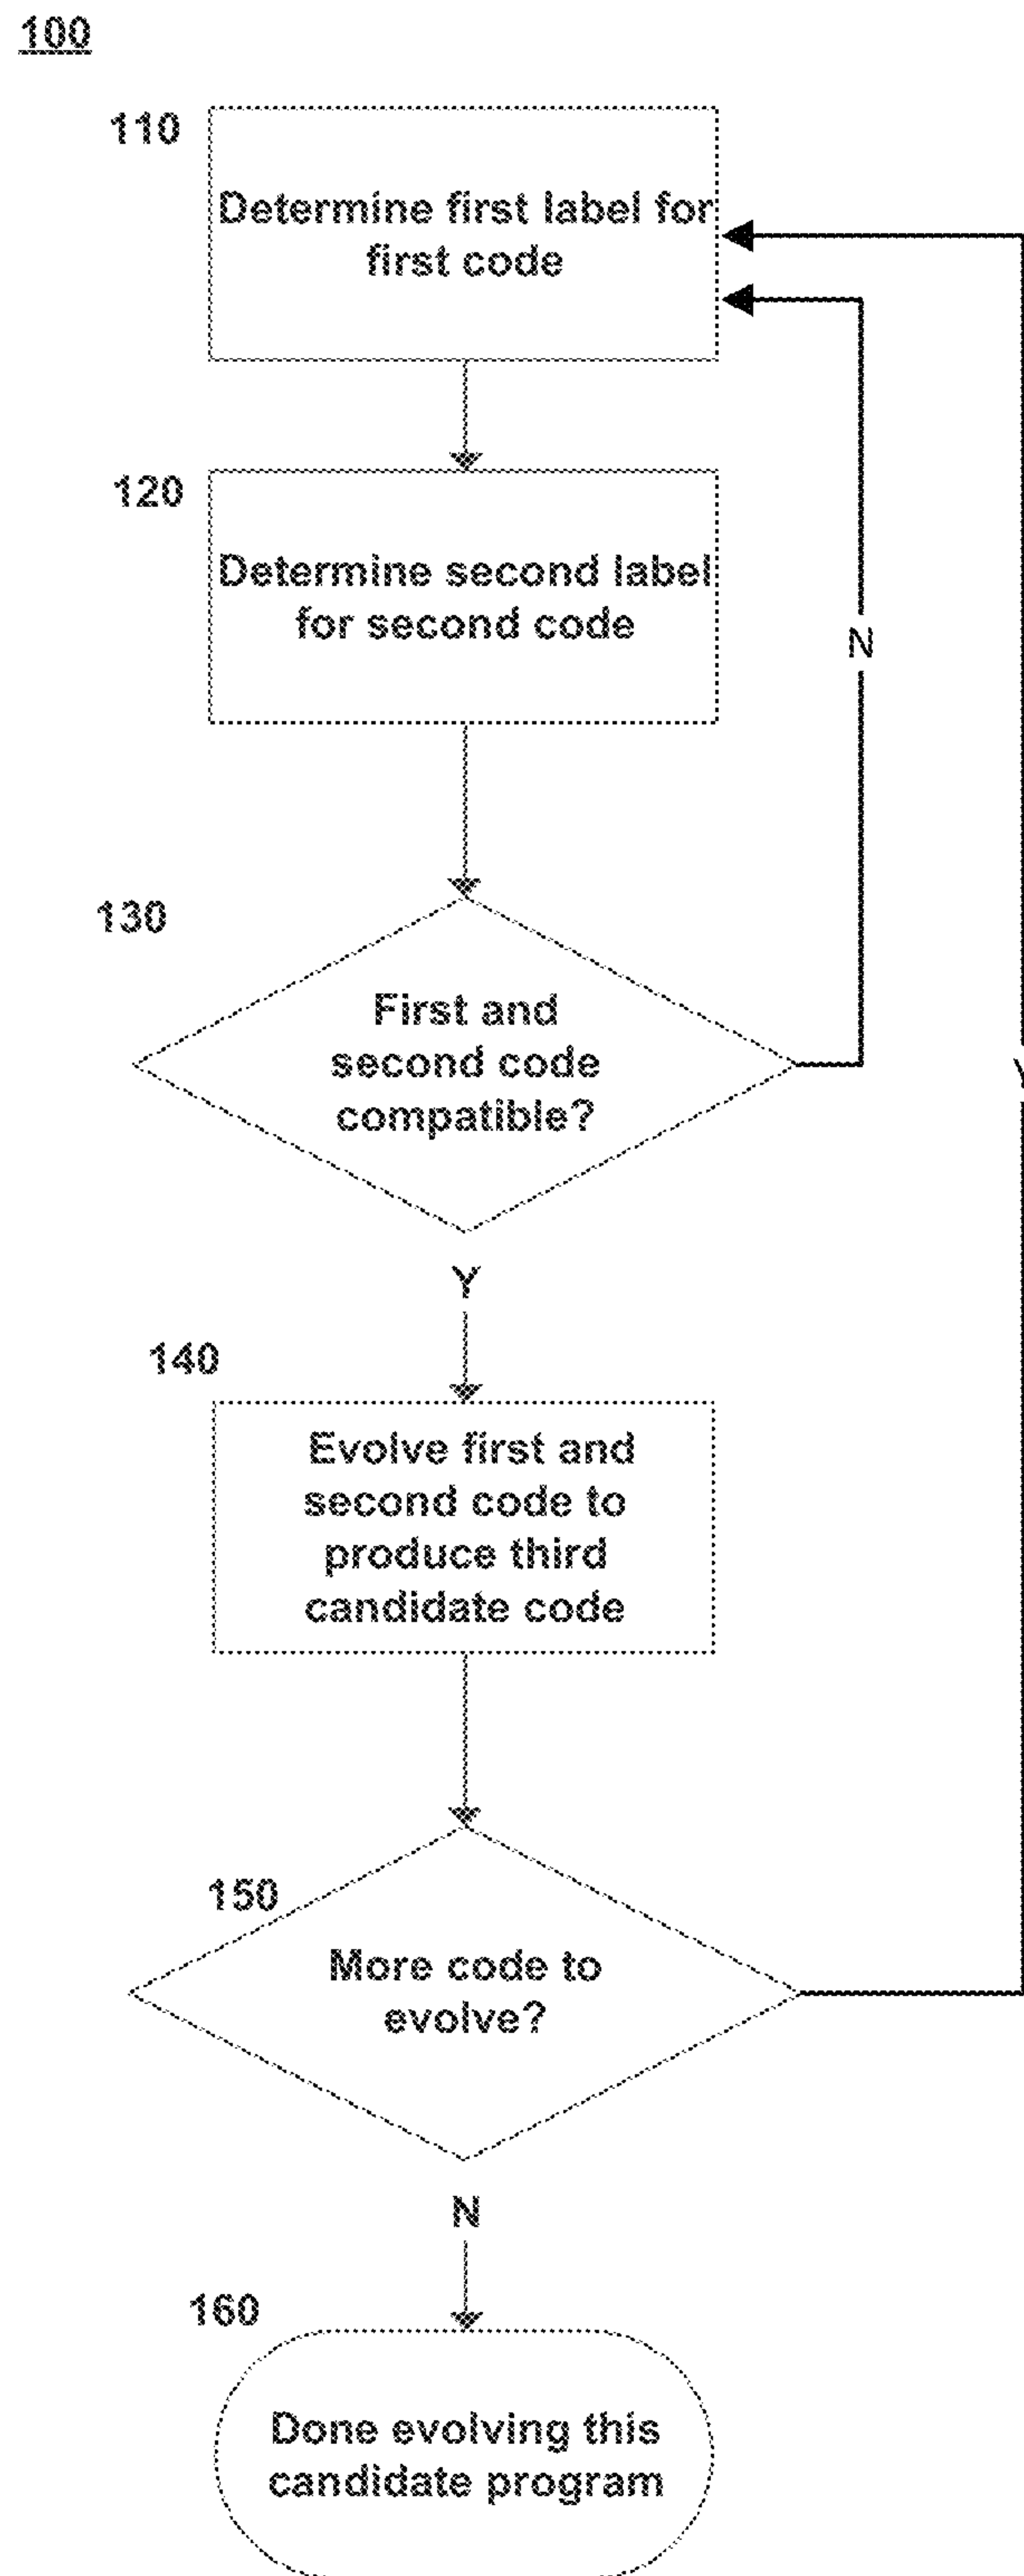 100
110
Determine first label for
first code
120
Determine second label
for second code
N
130
First and
second code
compatible?
Y
140
Evolve first and
second code to
produce third
candidate code
150
More code to
evolve?
N
160
Done evolving this
candidate program